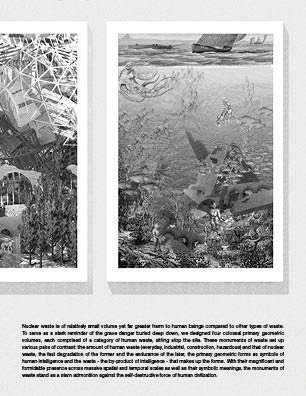 Nuclear waste is of relatively small volume yet far greater harm to human beings compared to other types of waste.
To serve as a stark reminder of the grave danger buried deep down, we designed four colossal primary geometric
volumes, each comprised of a category of human waste, sitting atop the site. These monuments of waste set up
various pairs of contrast: the amount of human waste (everyday, industrial, construction, hazardous) and that of nuclear
waste, the fast degradation of the former and the endurance of the later, the primary geometric forms as symbols of
human intelligence and the waste - the by-product of intelligence - that makes up the forms. With their magnificent and
formidable presence across massive spatial and temporal scales as well as their symbolic meanings, the monuments of
waste stand as a stern admonition against the self-destructive force of human civilization.